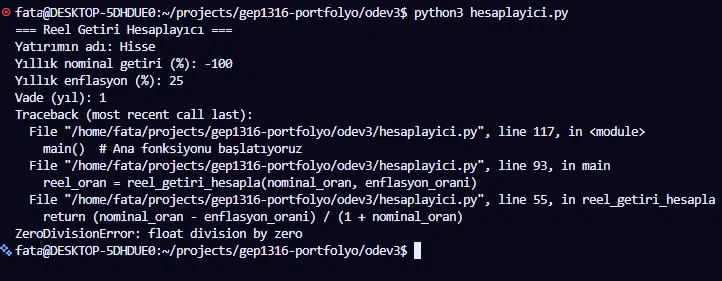 fata@DESKTOP-5DHDUE0:~/projects/gep1316-portfolyo/odev3$ python3 hesaplayici.py
=== Reel Getiri Hesaplayıcı ===
Yatırımın adı: Hisse
Yıllık nominal getiri (%): -100
Yıllık enflasyon (%): 25
Vade (yıl): 1
Traceback (most recent call last):
  File "/home/fata/projects/gep1316-portfolyo/odev3/hesaplayici.py", line 117, in <module>
    main()  # Ana fonksiyonu başlatıyoruz
  File "/home/fata/projects/gep1316-portfolyo/odev3/hesaplayici.py", line 93, in main
    reel_oran = reel_getiri_hesapla(nominal_oran, enflasyon_orani)
  File "/home/fata/projects/gep1316-portfolyo/odev3/hesaplayici.py", line 55, in reel_getiri_hesapla
    return (nominal_oran - enflasyon_orani) / (1 + nominal_oran)
ZeroDivisionError: float division by zero
fata@DESKTOP-5DHDUE0:~/projects/gep1316-portfolyo/odev3$